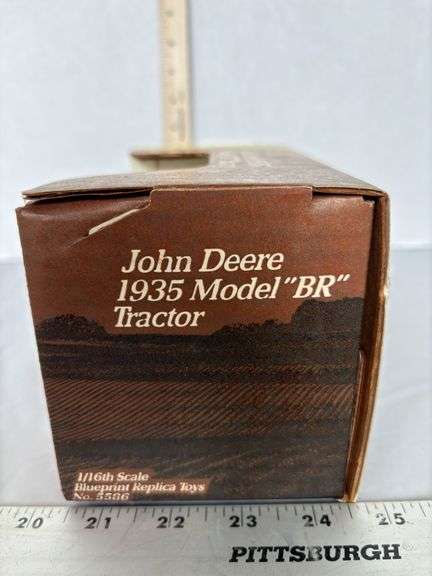 John Deere
1935 Model "BR"
Tractor
1/16th Scale
Blueprint Replica Toys
No. 5586
20 21 22 23 24 25
PITTSBURGH